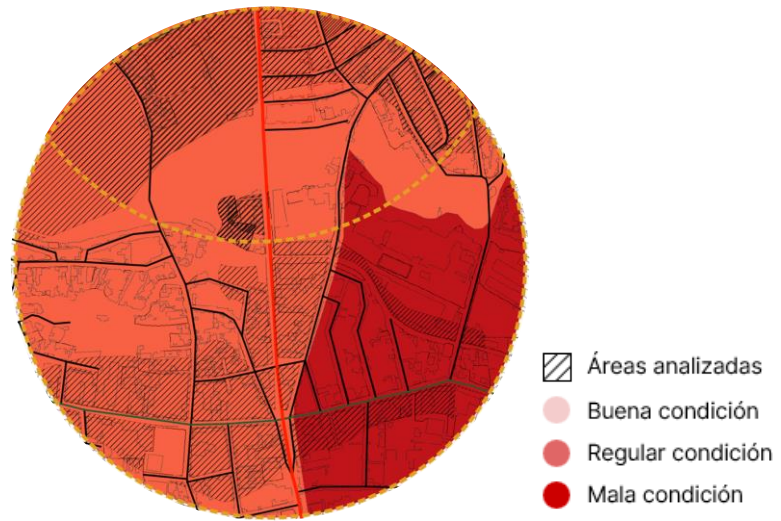 Áreas analizadas
Buena condición
Regular condición
Mala condición